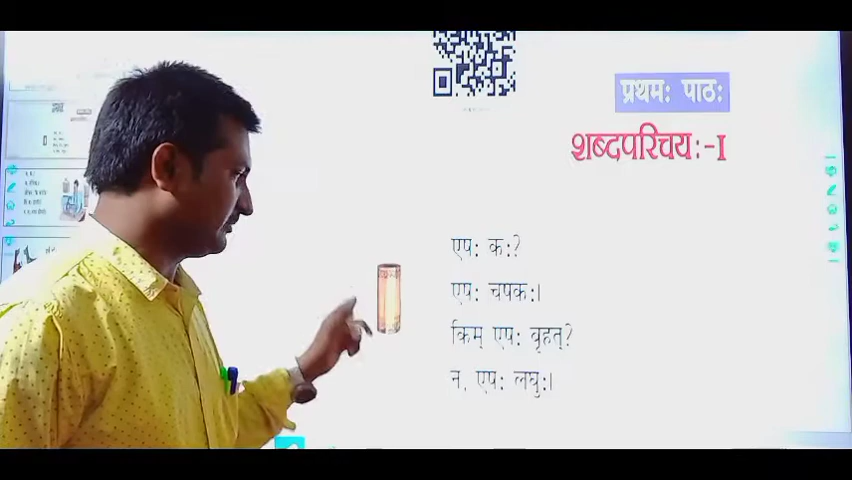 प्रथमः पाठः
शब्दपरिचयः-I
एषः कः?
एषः चषकः।
किम् एषः बृहत्?
न, एषः लघुः।